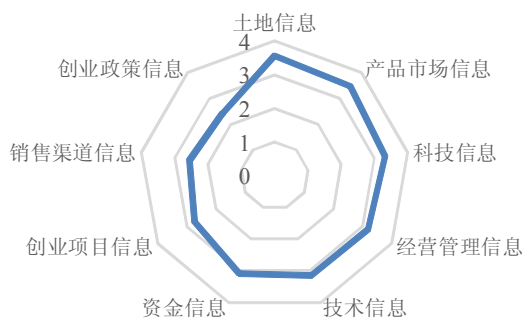 土地信息
产品市场信息
科技信息
经营管理信息
技术信息
资金信息
创业项目信息
销售渠道信息
创业政策信息
4
3
2
1
0